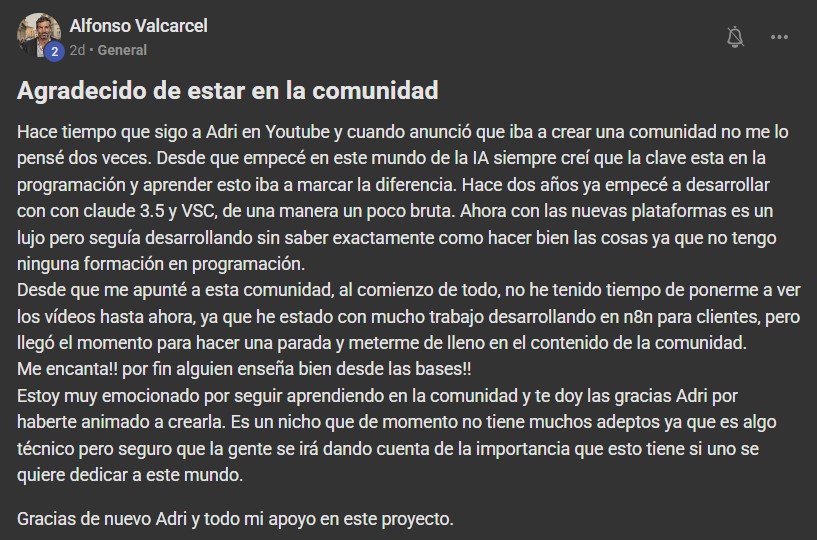 Alfonso Valcarcel
2
2d • General
Agradecido de estar en la comunidad
Hace tiempo que sigo a Adri en Youtube y cuando anunció que iba a crear una comunidad no me lo
pensé dos veces. Desde que empecé en este mundo de la IA siempre creí que la clave esta en la
programación y aprender esto iba a marcar la diferencia. Hace dos años ya empecé a desarrollar
con con claude 3.5 y VSC, de una manera un poco bruta. Ahora con las nuevas plataformas es un
lujo pero seguía desarrollando sin saber exactamente como hacer bien las cosas ya que no tengo
ninguna formación en programación.
Desde que me apunté a esta comunidad, al comienzo de todo, no he tenido tiempo de ponerme a ver
los vídeos hasta ahora, ya que he estado con mucho trabajo desarrollando en n8n para clientes, pero
llegó el momento para hacer una parada y meterme de lleno en el contenido de la comunidad.
Me encanta!! por fin alguien enseña bien desde las bases!!
Estoy muy emocionado por seguir aprendiendo en la comunidad y te doy las gracias Adri por
haberte animado a crearla. Es un nicho que de momento no tiene muchos adeptos ya que es algo
técnico pero seguro que la gente se irá dando cuenta de la importancia que esto tiene si uno se
quiere dedicar a este mundo.
Gracias de nuevo Adri y todo mi apoyo en este proyecto.